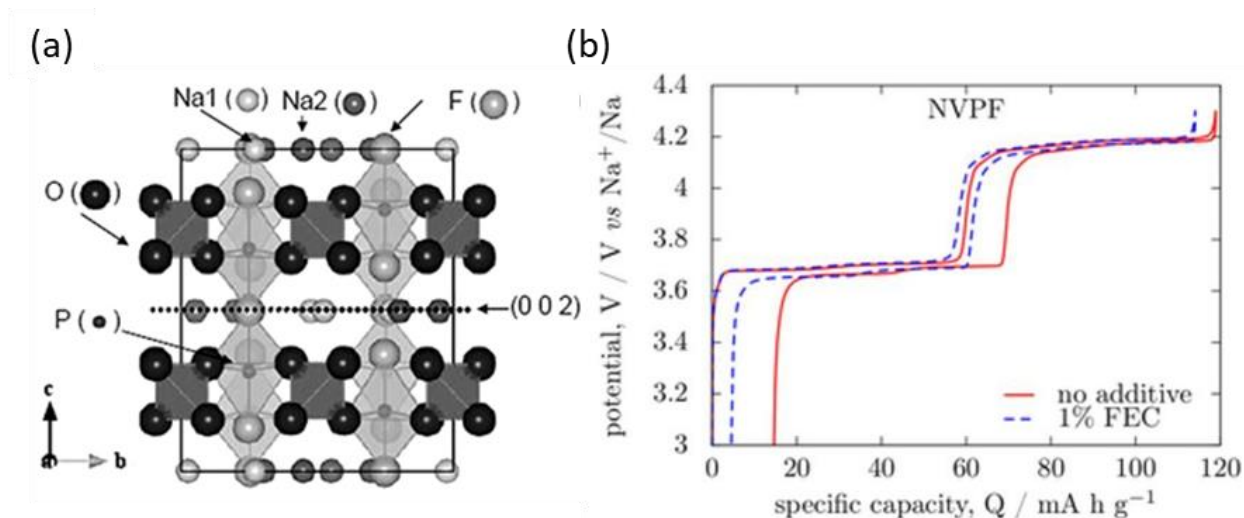 (a)
Na1 ( ) Na2 ( ) F ( )
O ( )
P ( )
(0 0 2)
c
a b
(b)
NVPF
potential, V / V vs Na⁺/Na
4.4
4.2
4
3.8
3.6
3.4
3.2
3
no additive
1% FEC
0 20 40 60 80 100 120
specific capacity, Q / mA h g⁻¹